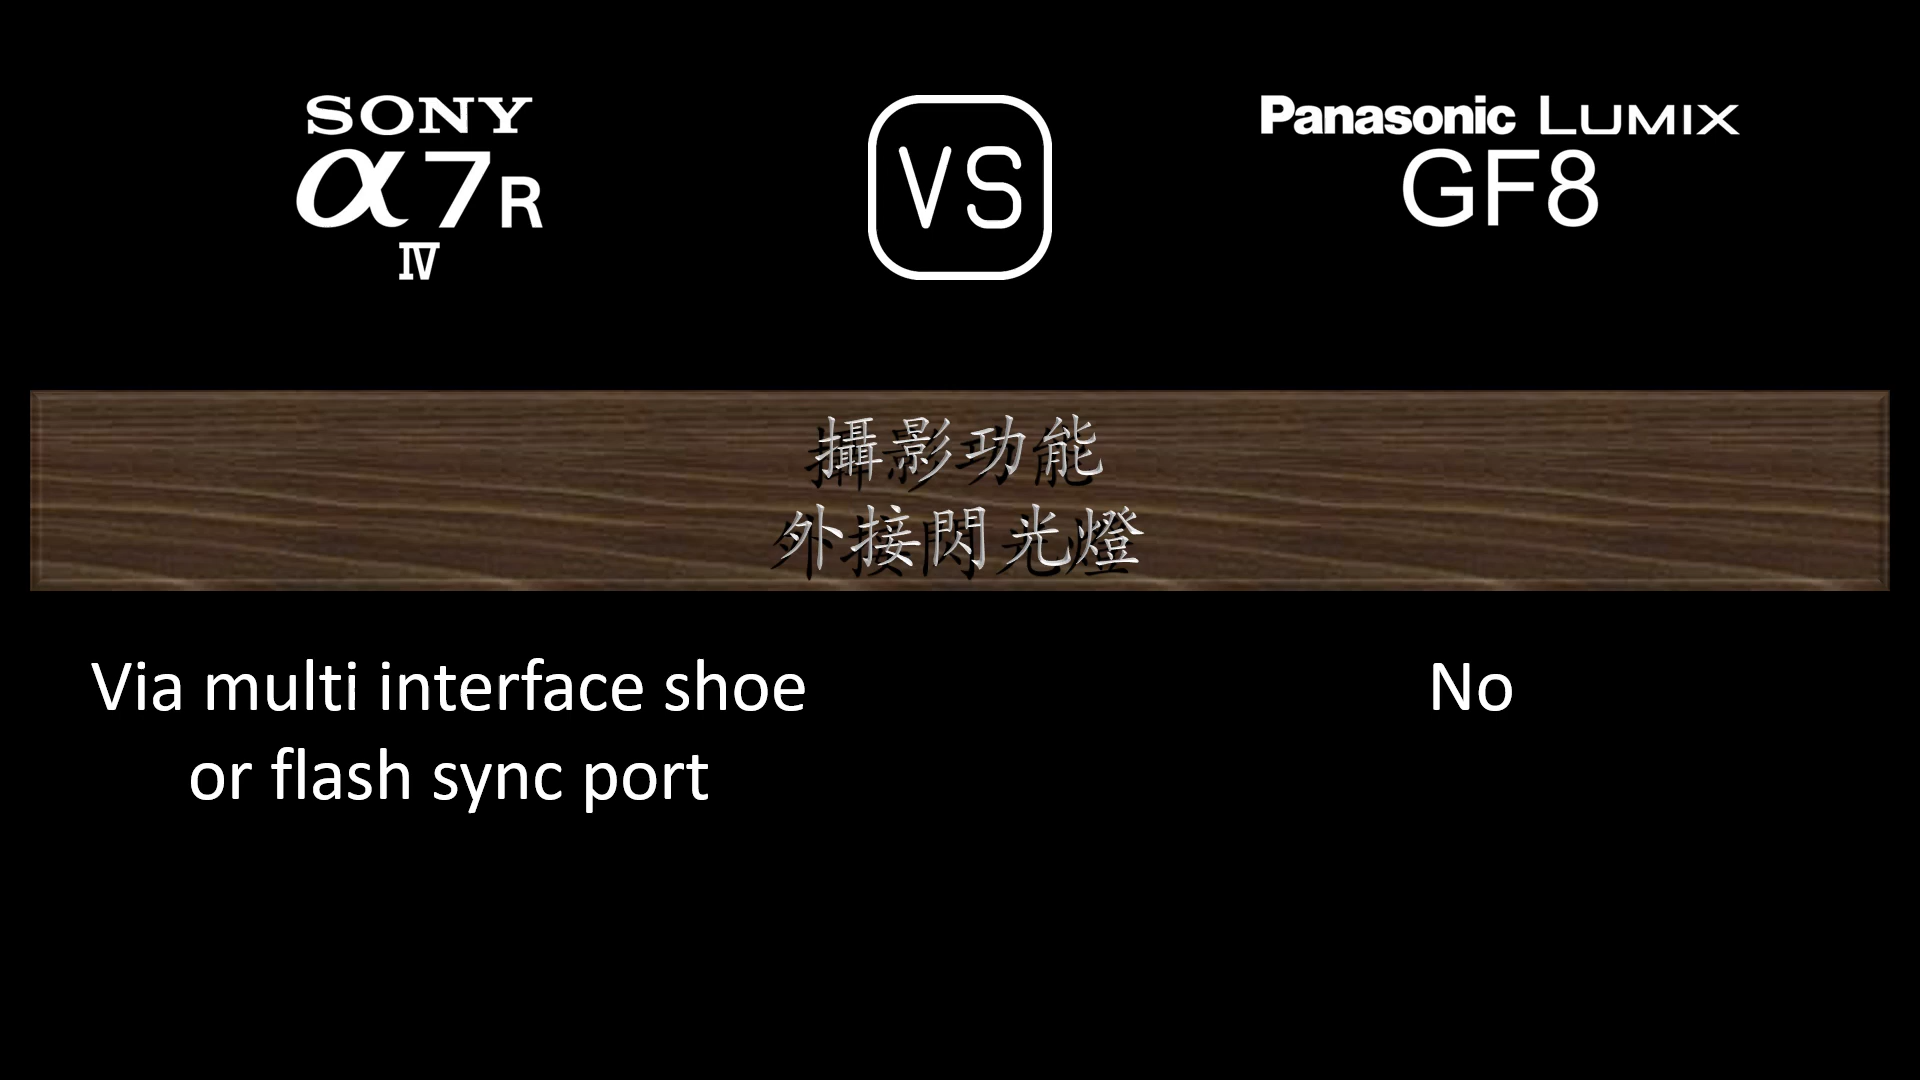 SONY
α7R
IV
VS
Panasonic LUMIX
GF8
攝影功能
外接閃光燈
Via multi interface shoe
or flash sync port
No